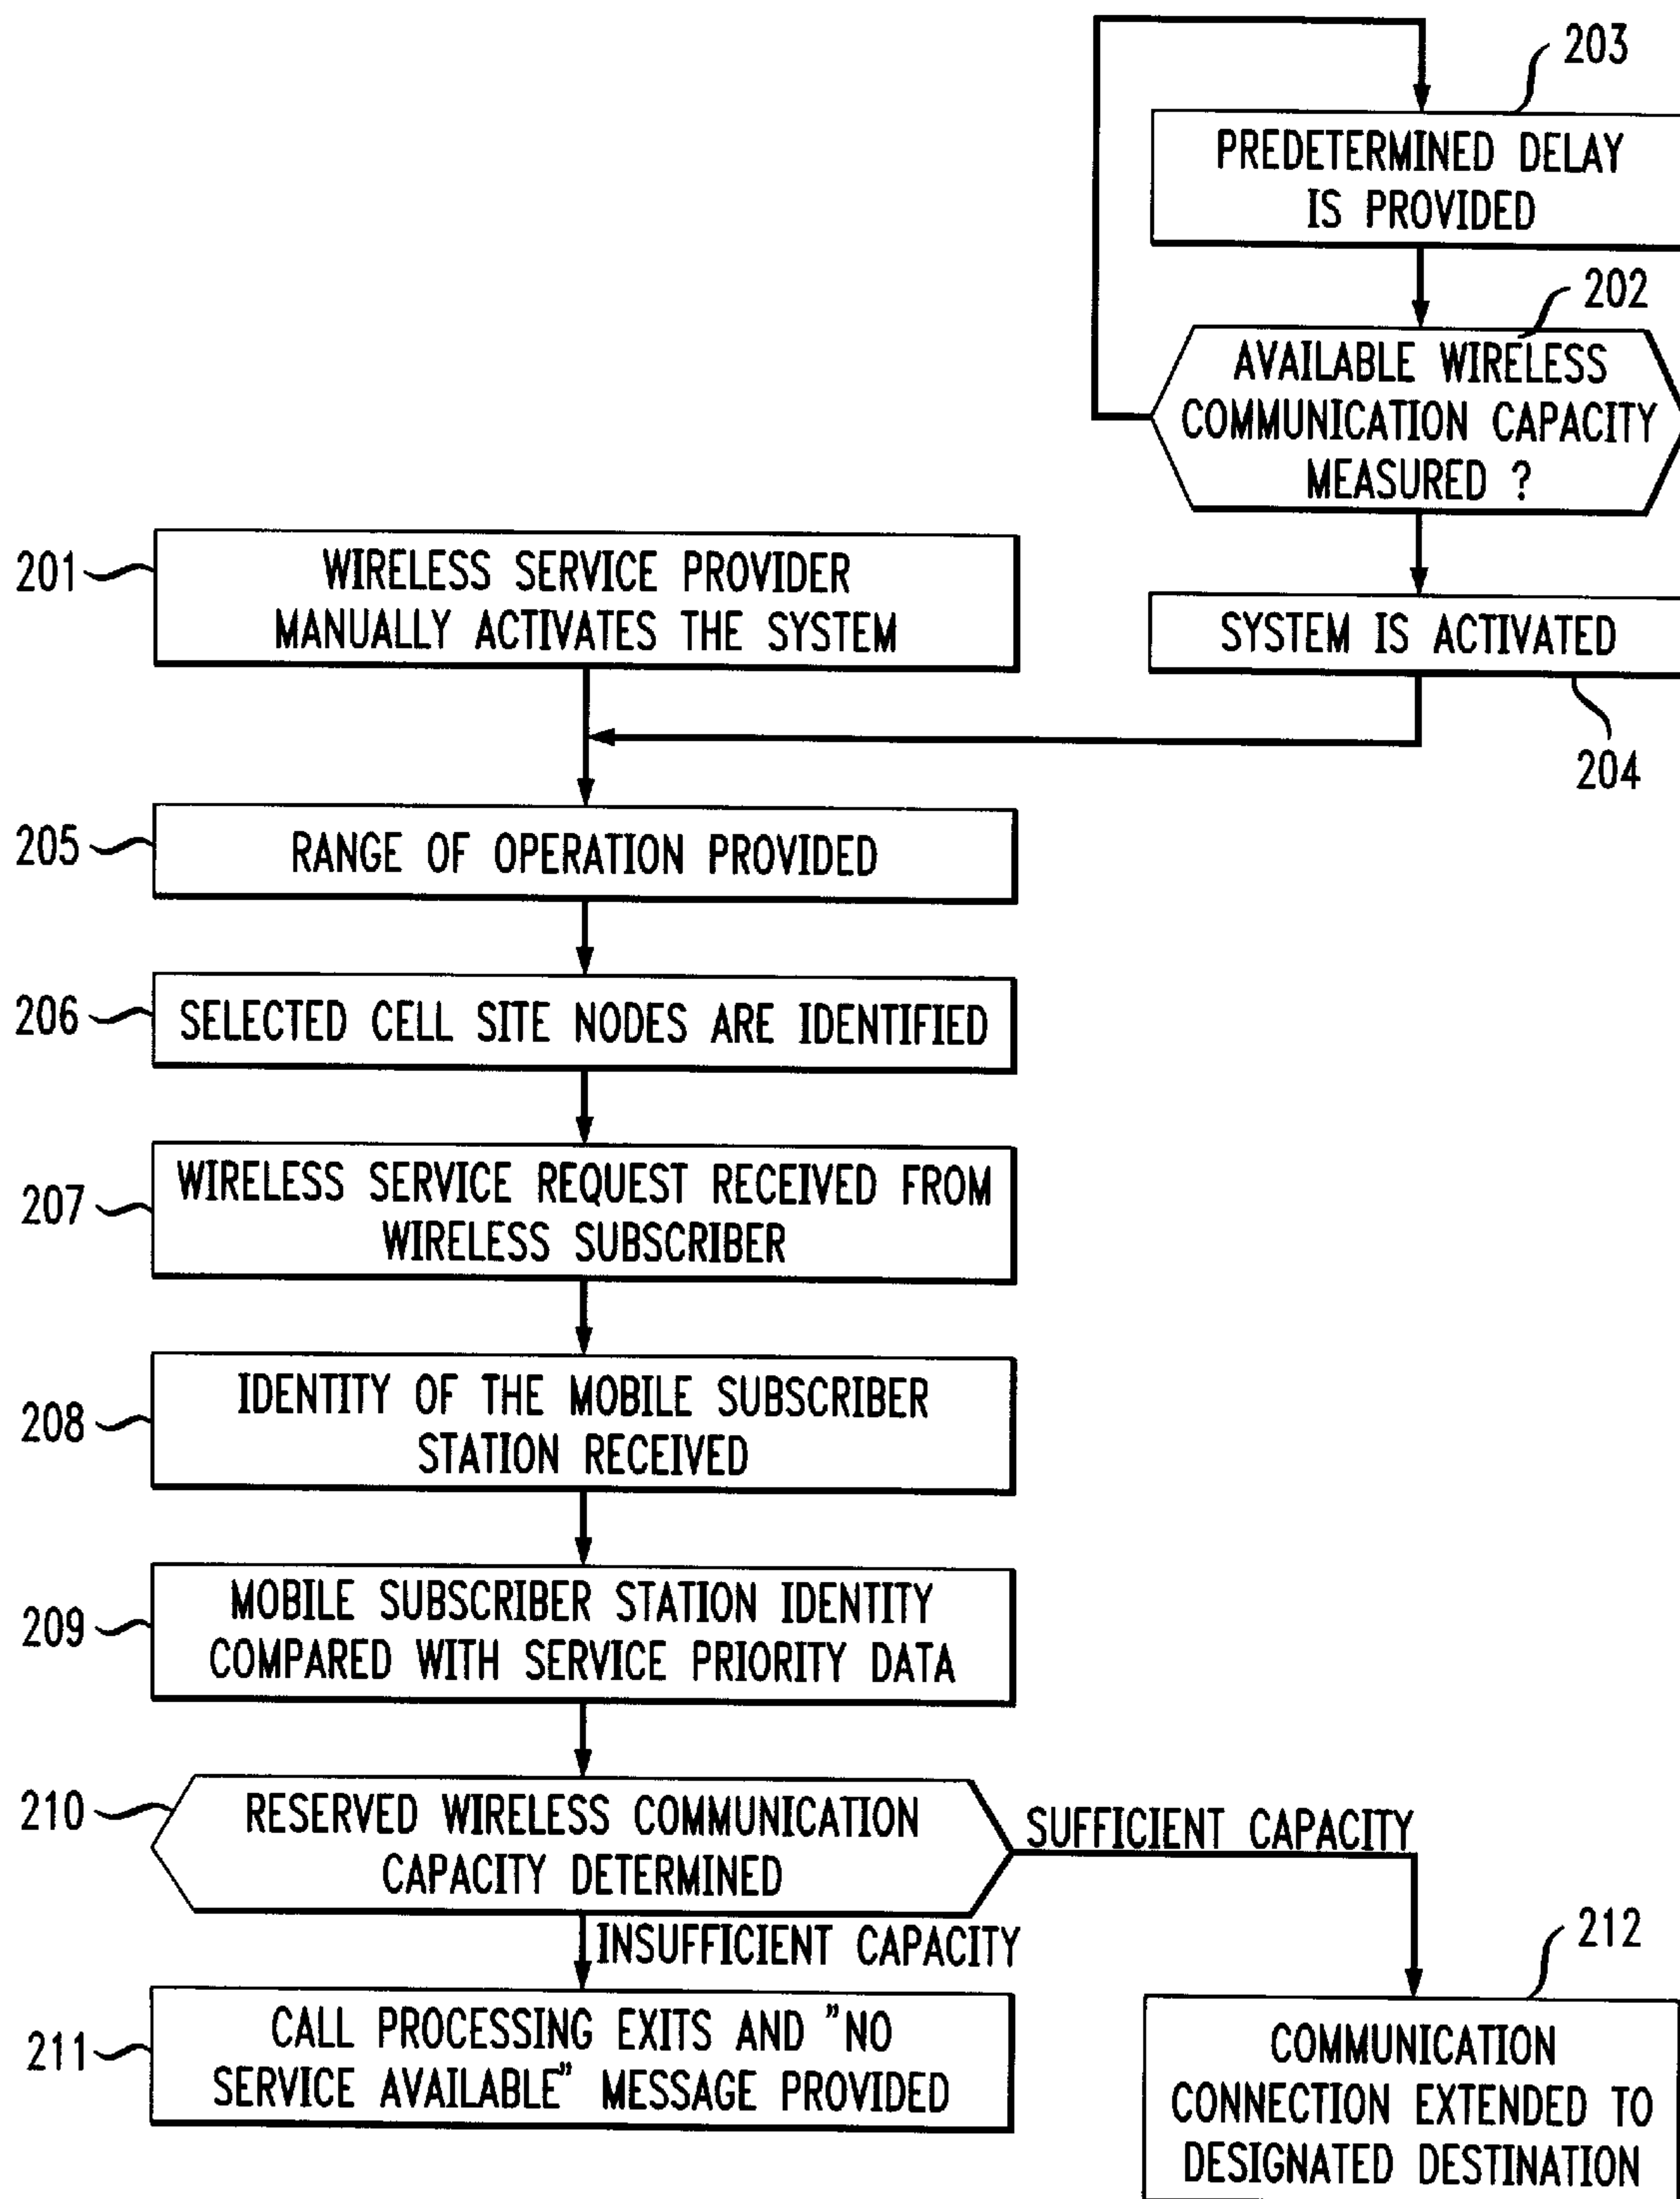 203
PREDETERMINED DELAY
IS PROVIDED
202
AVAILABLE WIRELESS
COMMUNICATION CAPACITY
MEASURED ?
201
WIRELESS SERVICE PROVIDER
MANUALLY ACTIVATES THE SYSTEM
SYSTEM IS ACTIVATED
204
205
RANGE OF OPERATION PROVIDED
206
SELECTED CELL SITE NODES ARE IDENTIFIED
207
WIRELESS SERVICE REQUEST RECEIVED FROM
WIRELESS SUBSCRIBER
208
IDENTITY OF THE MOBILE SUBSCRIBER
STATION RECEIVED
209
MOBILE SUBSCRIBER STATION IDENTITY
COMPARED WITH SERVICE PRIORITY DATA
210
RESERVED WIRELESS COMMUNICATION
CAPACITY DETERMINED
SUFFICIENT CAPACITY
INSUFFICIENT CAPACITY
211
CALL PROCESSING EXITS AND "NO
SERVICE AVAILABLE" MESSAGE PROVIDED
212
COMMUNICATION
CONNECTION EXTENDED TO
DESIGNATED DESTINATION